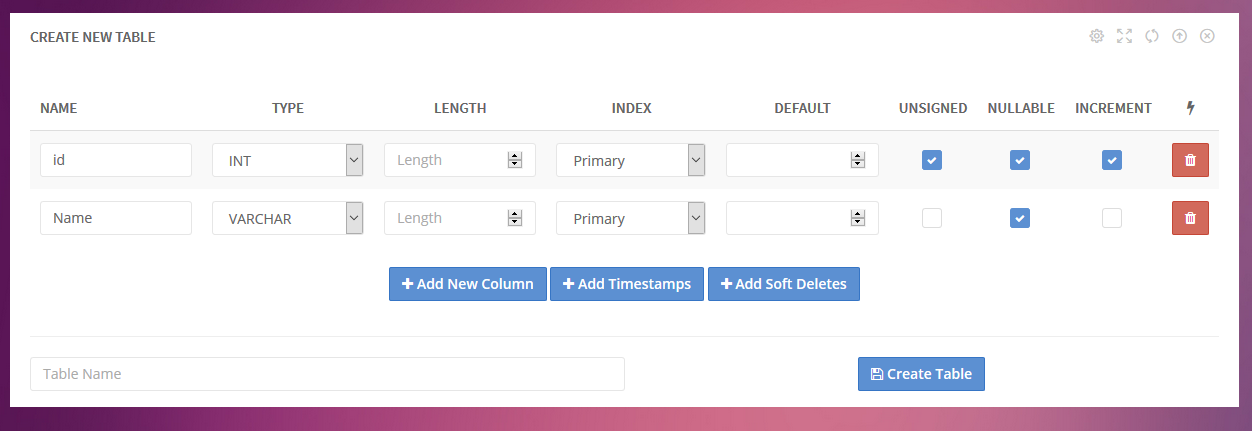 CREATE NEW TABLE
NAME TYPE LENGTH INDEX DEFAULT UNSIGNED NULLABLE INCREMENT
id INT Length Primary
Name VARCHAR Length Primary
Add New Column Add Timestamps Add Soft Deletes
Table Name Create Table